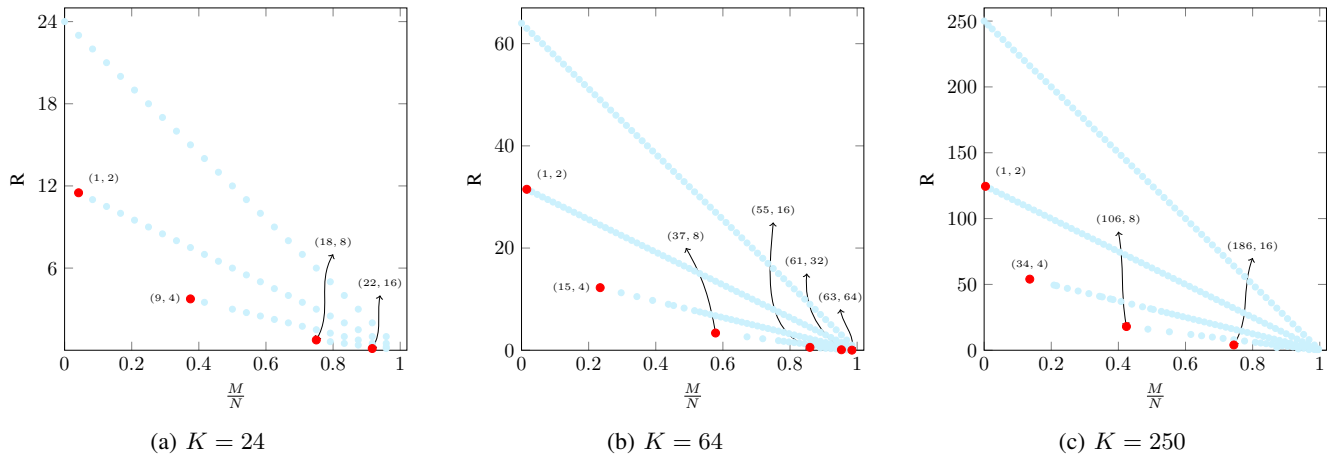 24
18
12
6
R
(1, 2)
(9, 4)
(18, 8)
(22, 16)
0 0.2 0.4 0.6 0.8 1
M/N
(a) K = 24
60
40
20
0
R
(1, 2)
(15, 4)
(37, 8)
(55, 16)
(61, 32)
(63, 64)
0 0.2 0.4 0.6 0.8 1
M/N
(b) K = 64
250
200
150
100
50
0
R
(1, 2)
(34, 4)
(106, 8)
(186, 16)
0 0.2 0.4 0.6 0.8 1
M/N
(c) K = 250